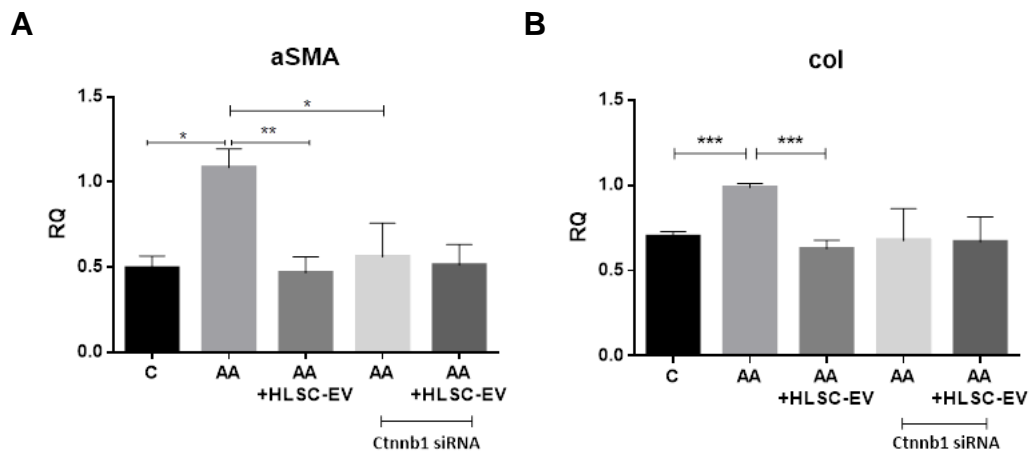 A
aSMA
RQ
1.5
1.0
0.5
0.0
*
**
*
C
AA
AA
+HLSC-EV
AA
AA
+HLSC-EV
Ctnnb1 siRNA
B
col
RQ
1.5
1.0
0.5
0.0
***
***
C
AA
AA
+HLSC-EV
AA
AA
+HLSC-EV
Ctnnb1 siRNA